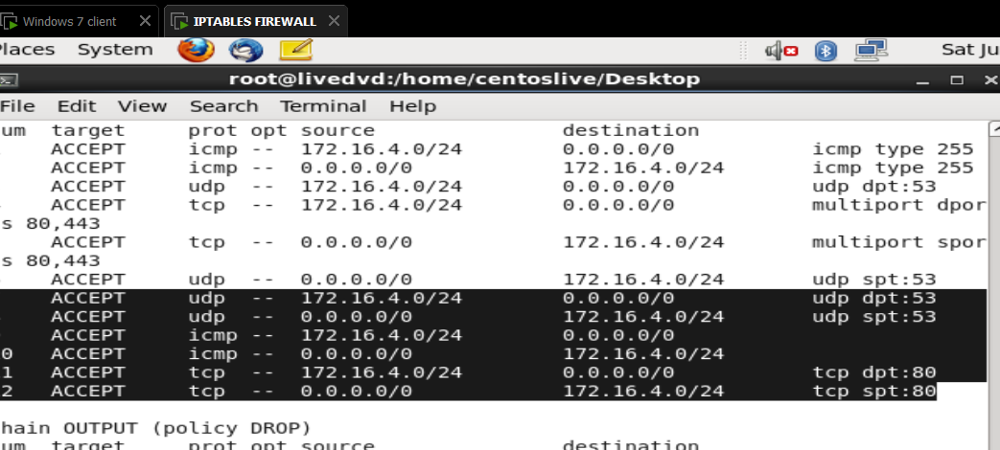 Windows 7 client × IPTABLES FIREWALL ×
Places System Sat Ju
root@livedvd:/home/centoslive/Desktop
File Edit View Search Terminal Help
um target prot opt source destination
ACCEPT icmp -- 172.16.4.0/24 0.0.0.0/0 icmp type 255
ACCEPT icmp -- 0.0.0.0/0 172.16.4.0/24 icmp type 255
ACCEPT udp -- 172.16.4.0/24 0.0.0.0/0 udp dpt:53
ACCEPT tcp -- 172.16.4.0/24 0.0.0.0/0 multiport dpor
s 80,443
ACCEPT tcp -- 0.0.0.0/0 172.16.4.0/24 multiport spor
s 80,443
ACCEPT udp -- 0.0.0.0/0 172.16.4.0/24 udp spt:53
ACCEPT udp -- 172.16.4.0/24 0.0.0.0/0 udp dpt:53
ACCEPT udp -- 0.0.0.0/0 172.16.4.0/24 udp spt:53
ACCEPT icmp -- 172.16.4.0/24 0.0.0.0/0
0 ACCEPT icmp -- 0.0.0.0/0 172.16.4.0/24
1 ACCEPT tcp -- 172.16.4.0/24 0.0.0.0/0 tcp dpt:80
2 ACCEPT tcp -- 0.0.0.0/0 172.16.4.0/24 tcp spt:80
hain OUTPUT (policy DROP)
um target prot opt source destination